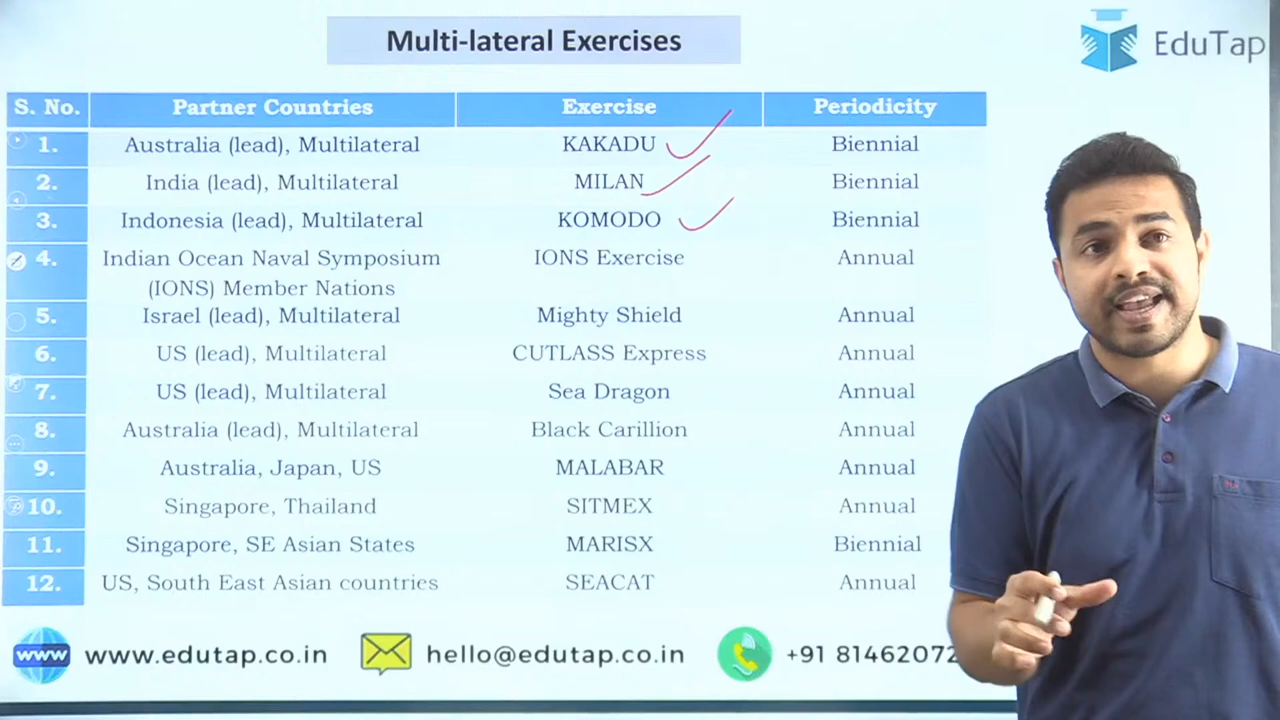 Multi-lateral Exercises
EduTap
S. No. Partner Countries Exercise Periodicity
1. Australia (lead), Multilateral KAKADU Biennial
2. India (lead), Multilateral MILAN Biennial
3. Indonesia (lead), Multilateral KOMODO Biennial
4. Indian Ocean Naval Symposium IONS Exercise Annual
(IONS) Member Nations
5. Israel (lead), Multilateral Mighty Shield Annual
6. US (lead), Multilateral CUTLASS Express Annual
7. US (lead), Multilateral Sea Dragon Annual
8. Australia (lead), Multilateral Black Carillion Annual
9. Australia, Japan, US MALABAR Annual
10. Singapore, Thailand SITMEX Annual
11. Singapore, SE Asian States MARISX Biennial
12. US, South East Asian countries SEACAT Annual
www www.edutap.co.in hello@edutap.co.in +91 8146207